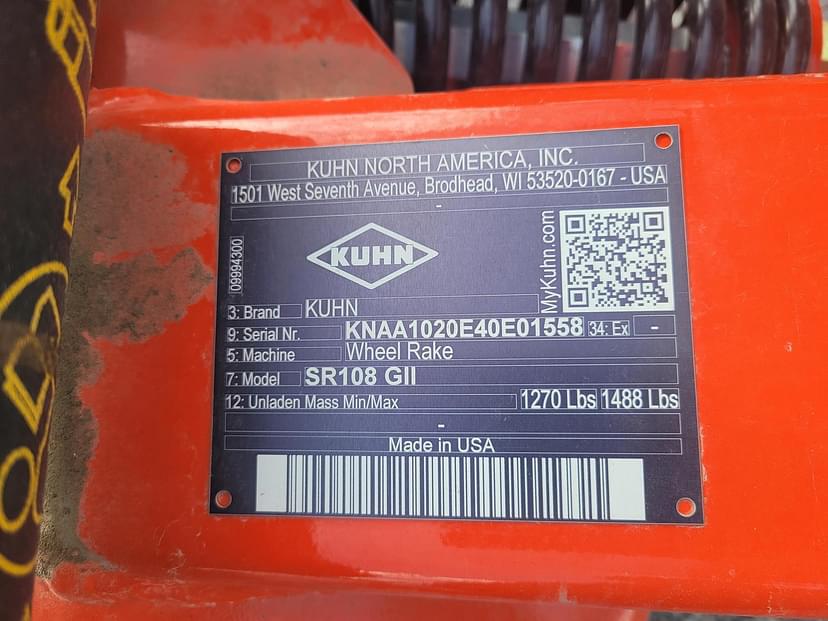 KUHN NORTH AMERICA, INC.
1501 West Seventh Avenue, Brodhead, WI 53520-0167 - USA
-
09994300
KUHN
MyKuhn.com
3: Brand KUHN
9: Serial Nr. KNAA1020E40E01558 34: Ex -
5: Machine Wheel Rake
7: Model SR108 GII
12: Unladen Mass Min/Max 1270 Lbs 1488 Lbs
-
Made in USA